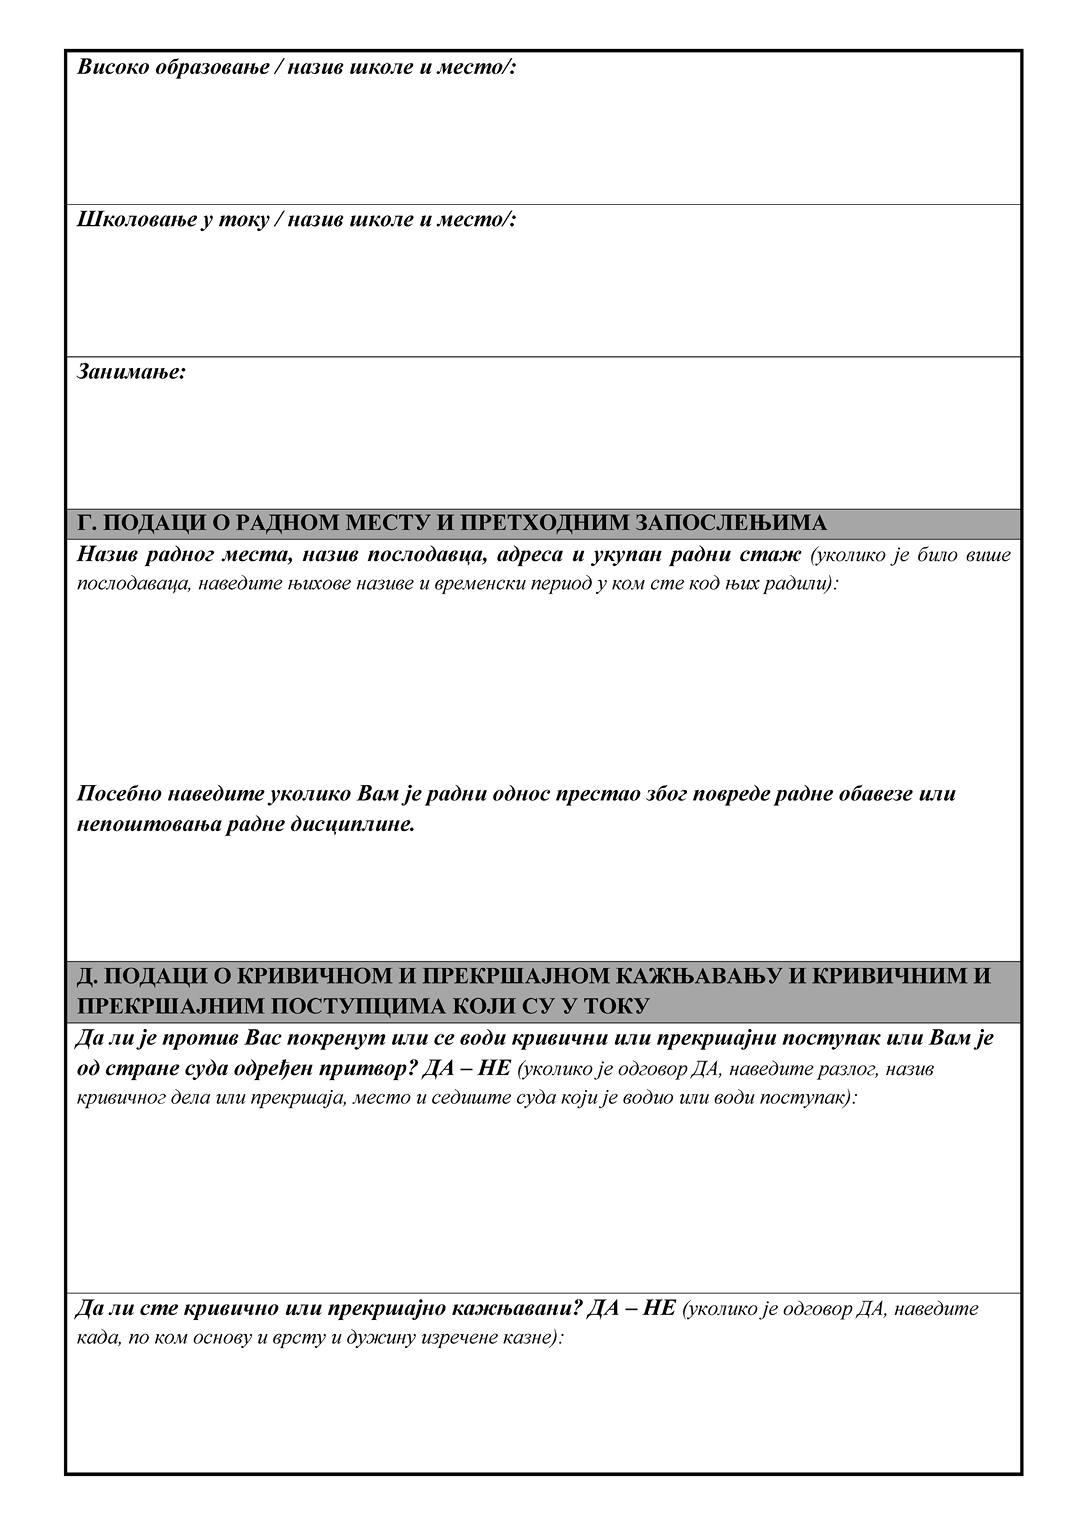 Високо образовање / назив школе и место/:
Школовање у току / назив школе и место/:
Занимање:
Г. ПОДАЦИ О РАДНОМ МЕСТУ И ПРЕТХОДНИМ ЗАПОСЛЕЊИМА
Назив радног места, назив послодавца, адреса и укупан радни стаж (уколико је било више
послодаваца, наведите њихове називе и временски период у ком сте код њих радили):
Посебно наведите уколико Вам је радни однос престао због повреде радне обавезе или
непоштовања радне дисциплине.
Д. ПОДАЦИ О КРИВИЧНОМ И ПРЕКРШАЈНОМ КАЖЊАВАЊУ И КРИВИЧНИМ И
ПРЕКРШАЈНИМ ПОСТУПЦИМА КОЈИ СУ У ТОКУ
Да ли је против Вас покренут или се води кривични или прекршајни поступак или Вам је
од стране суда одређен притвор? ДА – НЕ (уколико је одговор ДА, наведите разлог, назив
кривичног дела или прекршаја, место и седиште суда који је водио или води поступак):
Да ли сте кривично или прекршајно кажњавани? ДА – НЕ (уколико је одговор ДА, наведите
када, по ком основу и врсту и дужину изречене казне):